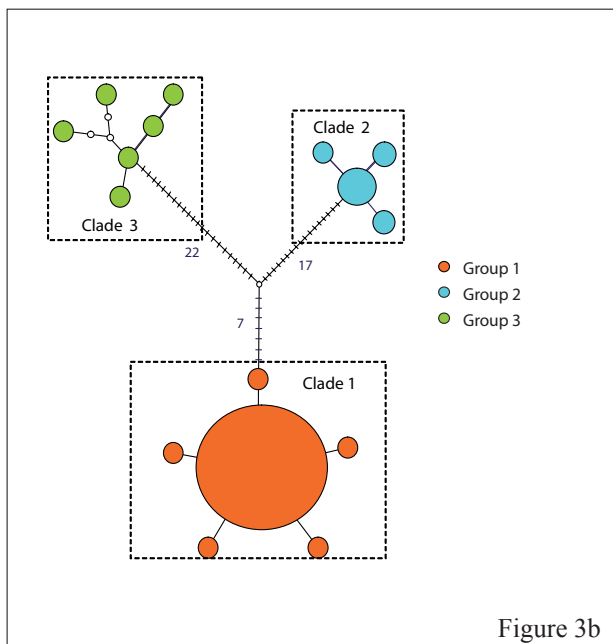 Clade 2
Clade 3
22
17
Group 1
Group 2
Group 3
7
Clade 1
Figure 3b